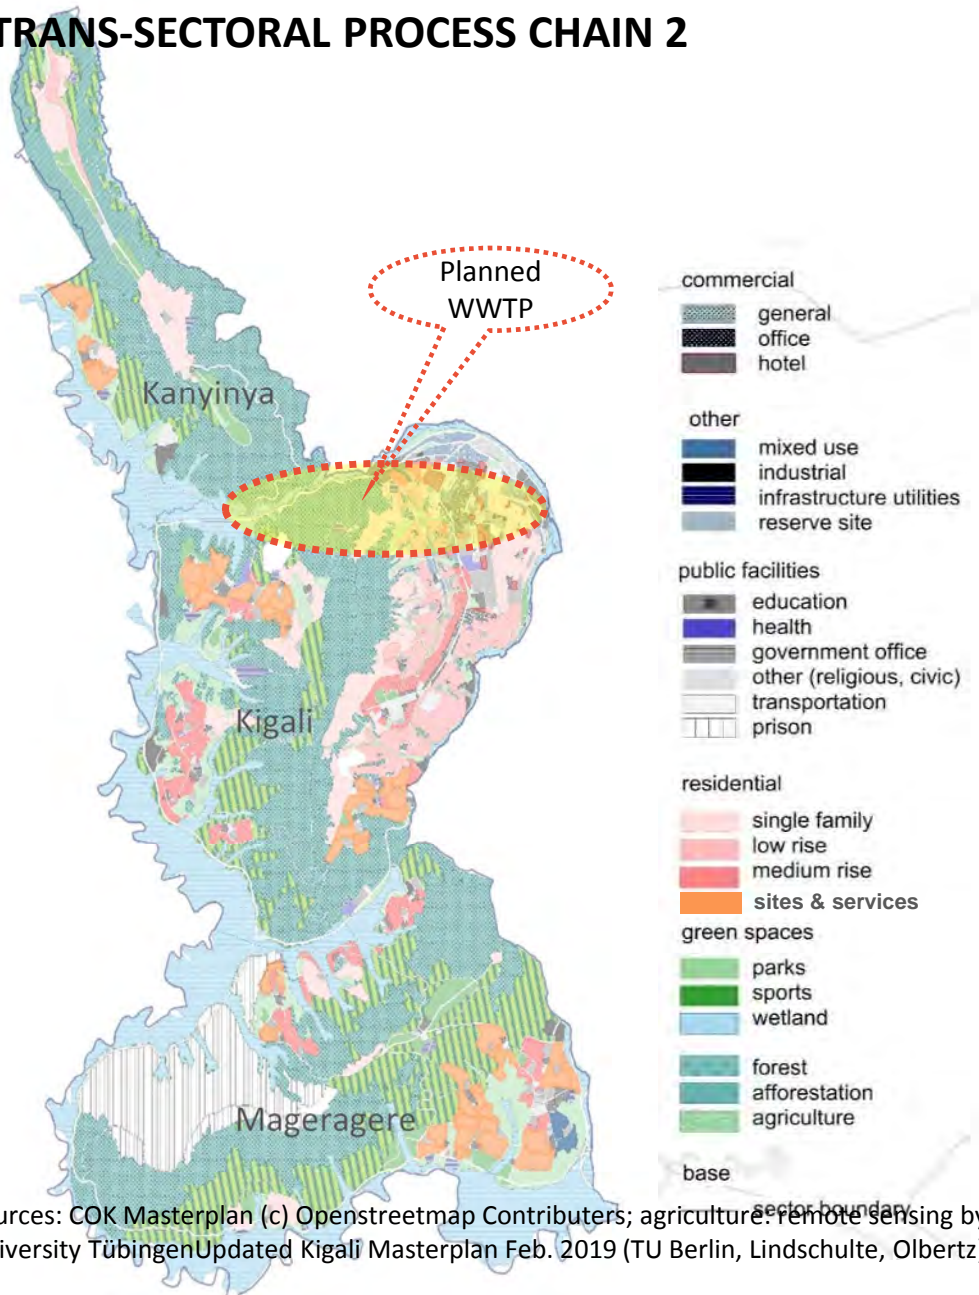 TRANS-SECTORAL PROCESS CHAIN 2
Planned
WWTP
Kanyinya
Kigali
Mageragere
commercial
general
office
hotel
other
mixed use
industrial
infrastructure utilities
reserve site
public facilities
education
health
government office
other (religious, civic)
transportation
prison
residential
single family
low rise
medium rise
sites & services
green spaces
parks
sports
wetland
forest
afforestation
agriculture
base
sector boundary
urces: COK Masterplan (c) Openstreetmap Contributers; agriculture: remote sensing by
iversity TübingenUpdated Kigali Masterplan Feb. 2019 (TU Berlin, Lindschulte, Olbertz